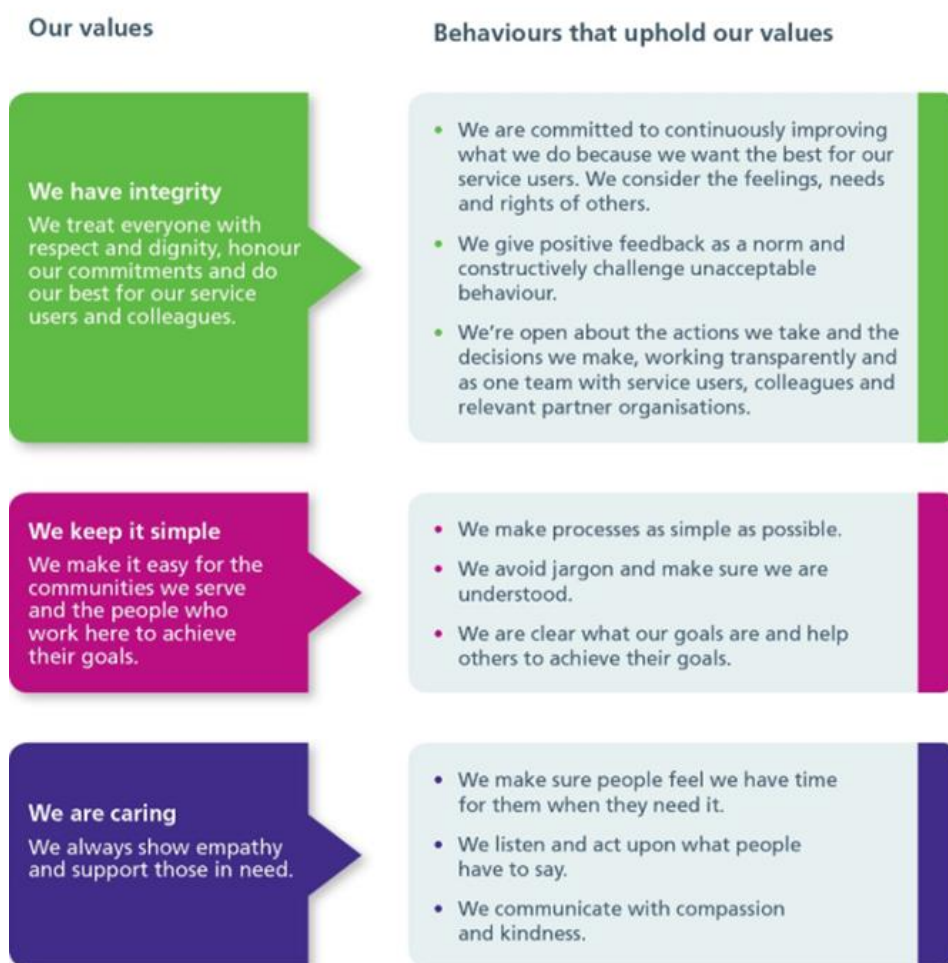 Our values
Behaviours that uphold our values
We have integrity
We treat everyone with
respect and dignity, honour
our commitments and do
our best for our service
users and colleagues.
• We are committed to continuously improving
what we do because we want the best for our
service users. We consider the feelings, needs
and rights of others.
• We give positive feedback as a norm and
constructively challenge unacceptable
behaviour.
• We’re open about the actions we take and the
decisions we make, working transparently and
as one team with service users, colleagues and
relevant partner organisations.
We keep it simple
We make it easy for the
communities we serve
and the people who
work here to achieve
their goals.
• We make processes as simple as possible.
• We avoid jargon and make sure we are
understood.
• We are clear what our goals are and help
others to achieve their goals.
We are caring
We always show empathy
and support those in need.
• We make sure people feel we have time
for them when they need it.
• We listen and act upon what people
have to say.
• We communicate with compassion
and kindness.